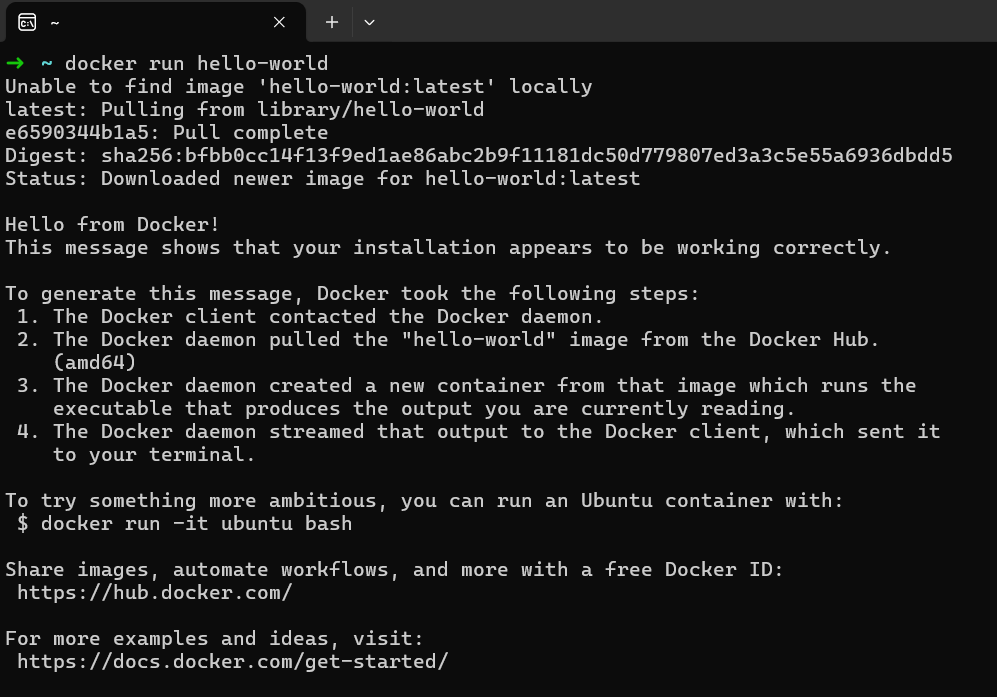 ~
→ ~ docker run hello-world
Unable to find image 'hello-world:latest' locally
latest: Pulling from library/hello-world
e6590344b1a5: Pull complete
Digest: sha256:bfbb0cc14f13f9ed1ae86abc2b9f11181dc50d779807ed3a3c5e55a6936dbdd5
Status: Downloaded newer image for hello-world:latest

Hello from Docker!
This message shows that your installation appears to be working correctly.

To generate this message, Docker took the following steps:
 1. The Docker client contacted the Docker daemon.
 2. The Docker daemon pulled the "hello-world" image from the Docker Hub.
    (amd64)
 3. The Docker daemon created a new container from that image which runs the
    executable that produces the output you are currently reading.
 4. The Docker daemon streamed that output to the Docker client, which sent it
    to your terminal.

To try something more ambitious, you can run an Ubuntu container with:
 $ docker run -it ubuntu bash

Share images, automate workflows, and more with a free Docker ID:
 https://hub.docker.com/

For more examples and ideas, visit:
 https://docs.docker.com/get-started/